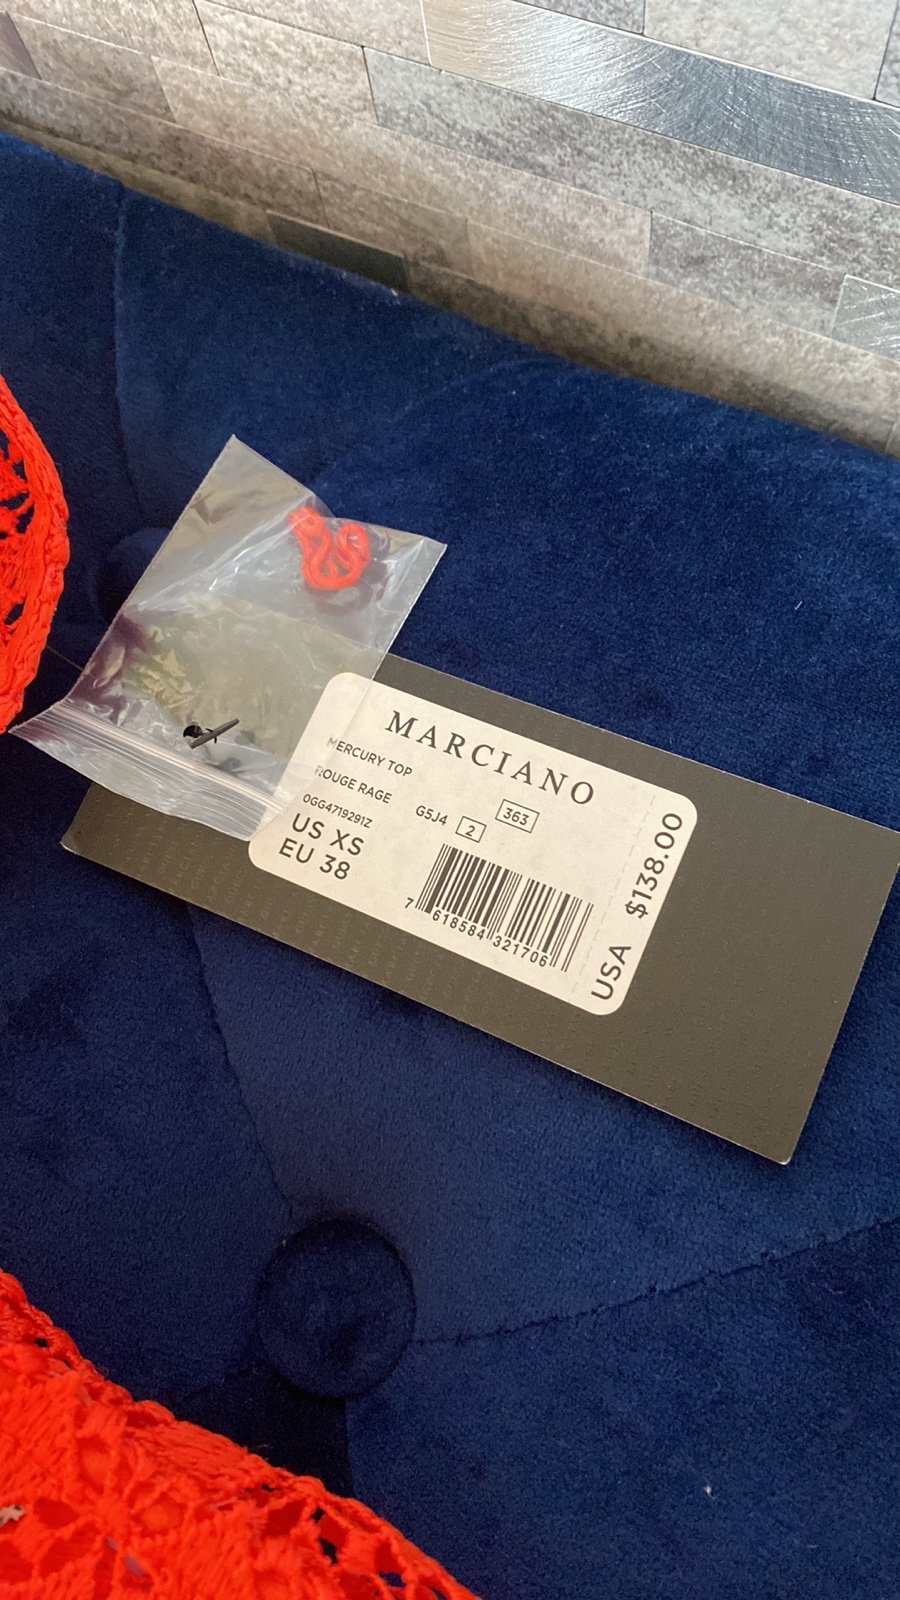 MARCIANO
MERCURY TOP
ROUGE RAGE
0GG4719291Z
G5J4
363
2
US XS
EU 38
7 618584 321706
USA $138.00